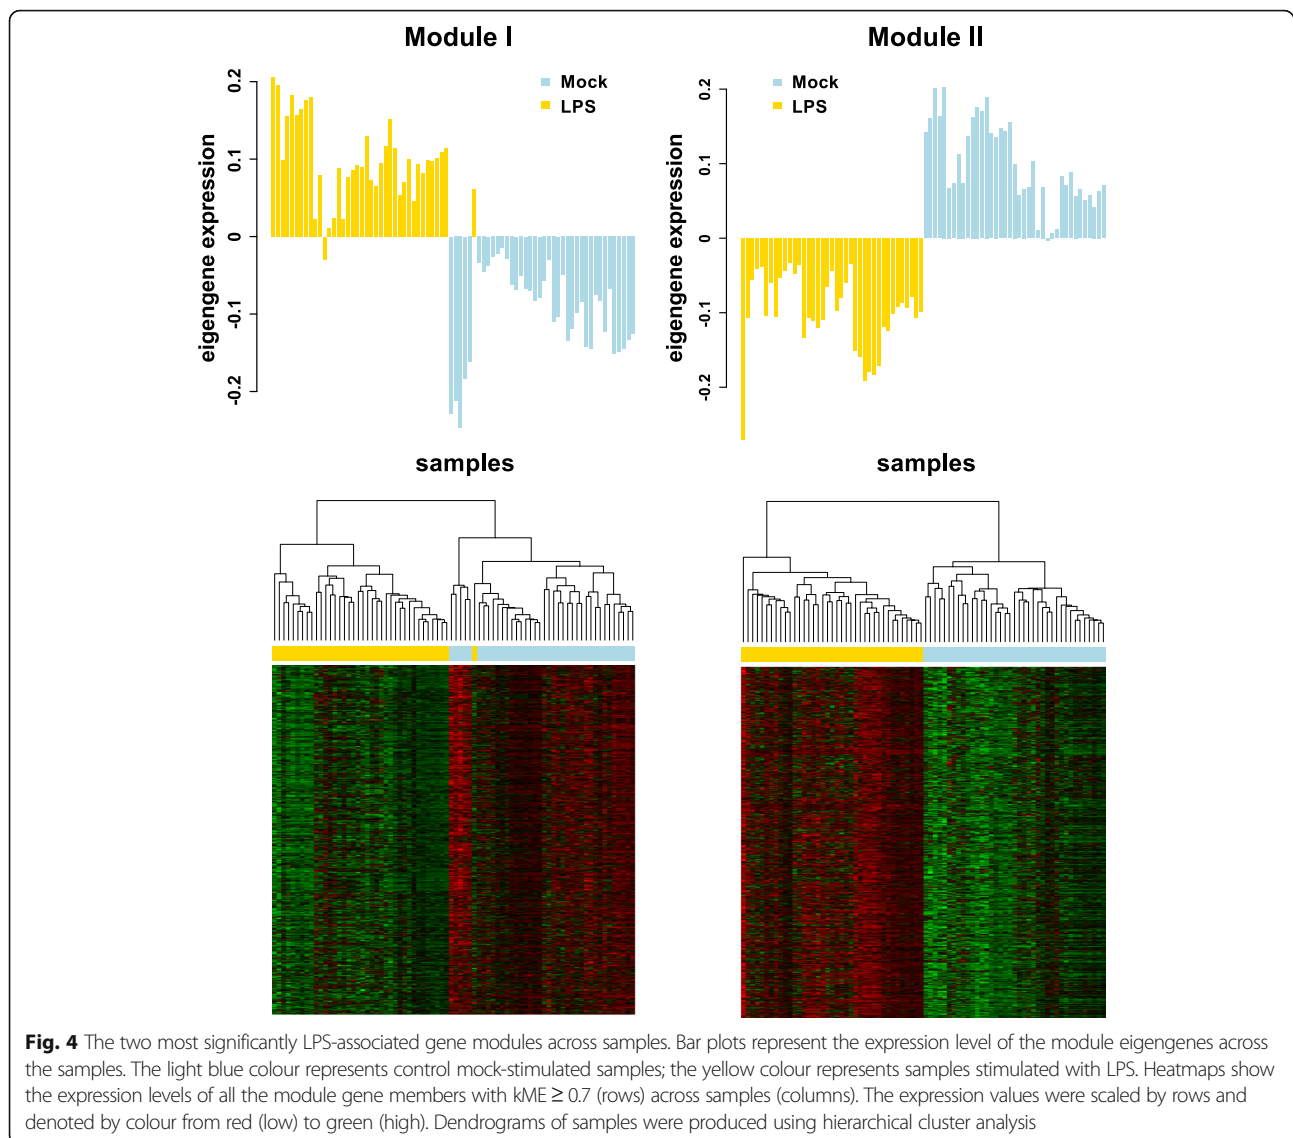 Module I
Module II
0.2
0.1
0
-0.1
-0.2
eigengene expression
Mock
LPS
0.2
0.1
0
-0.1
-0.2
eigengene expression
Mock
LPS
samples
samples
Fig. 4 The two most significantly LPS-associated gene modules across samples. Bar plots represent the expression level of the module eigengenes across
the samples. The light blue colour represents control mock-stimulated samples; the yellow colour represents samples stimulated with LPS. Heatmaps show
the expression levels of all the module gene members with kME ≥ 0.7 (rows) across samples (columns). The expression values were scaled by rows and
denoted by colour from red (low) to green (high). Dendrograms of samples were produced using hierarchical cluster analysis